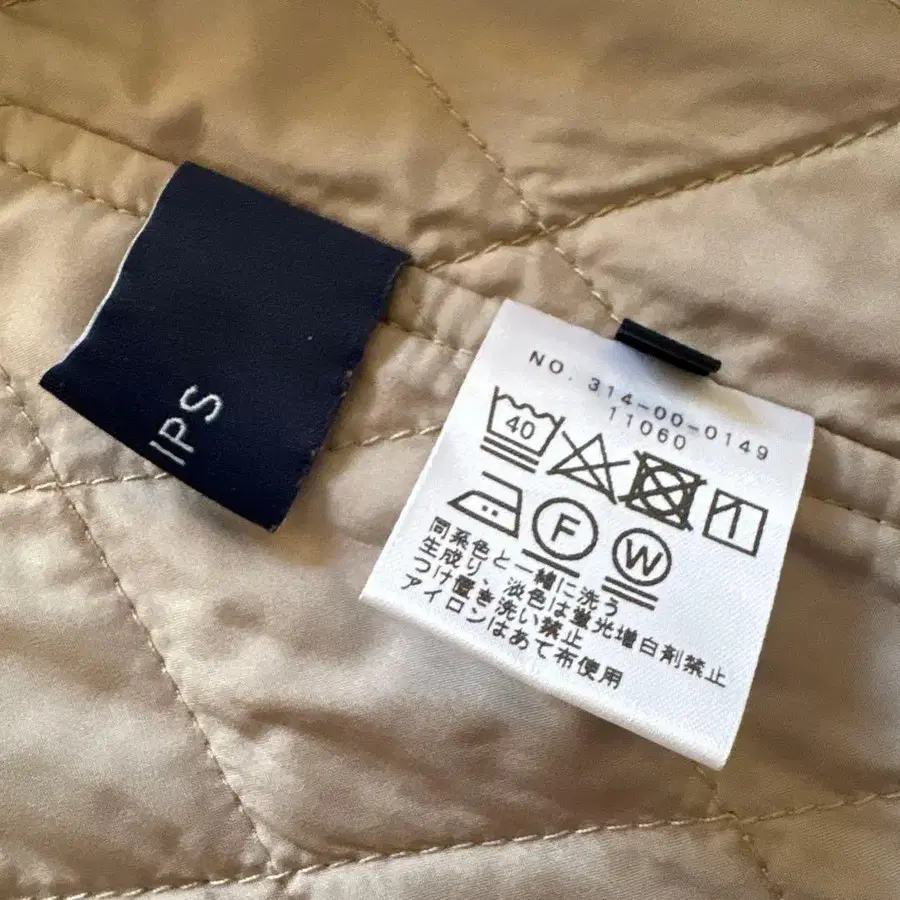 IPS
NO. 314-00-0149
11060
40
F
W
同系色と一緒に洗う
生成り、淡色は蛍光増白剤禁止
つけ置き洗い禁止
アイロンはあて布使用